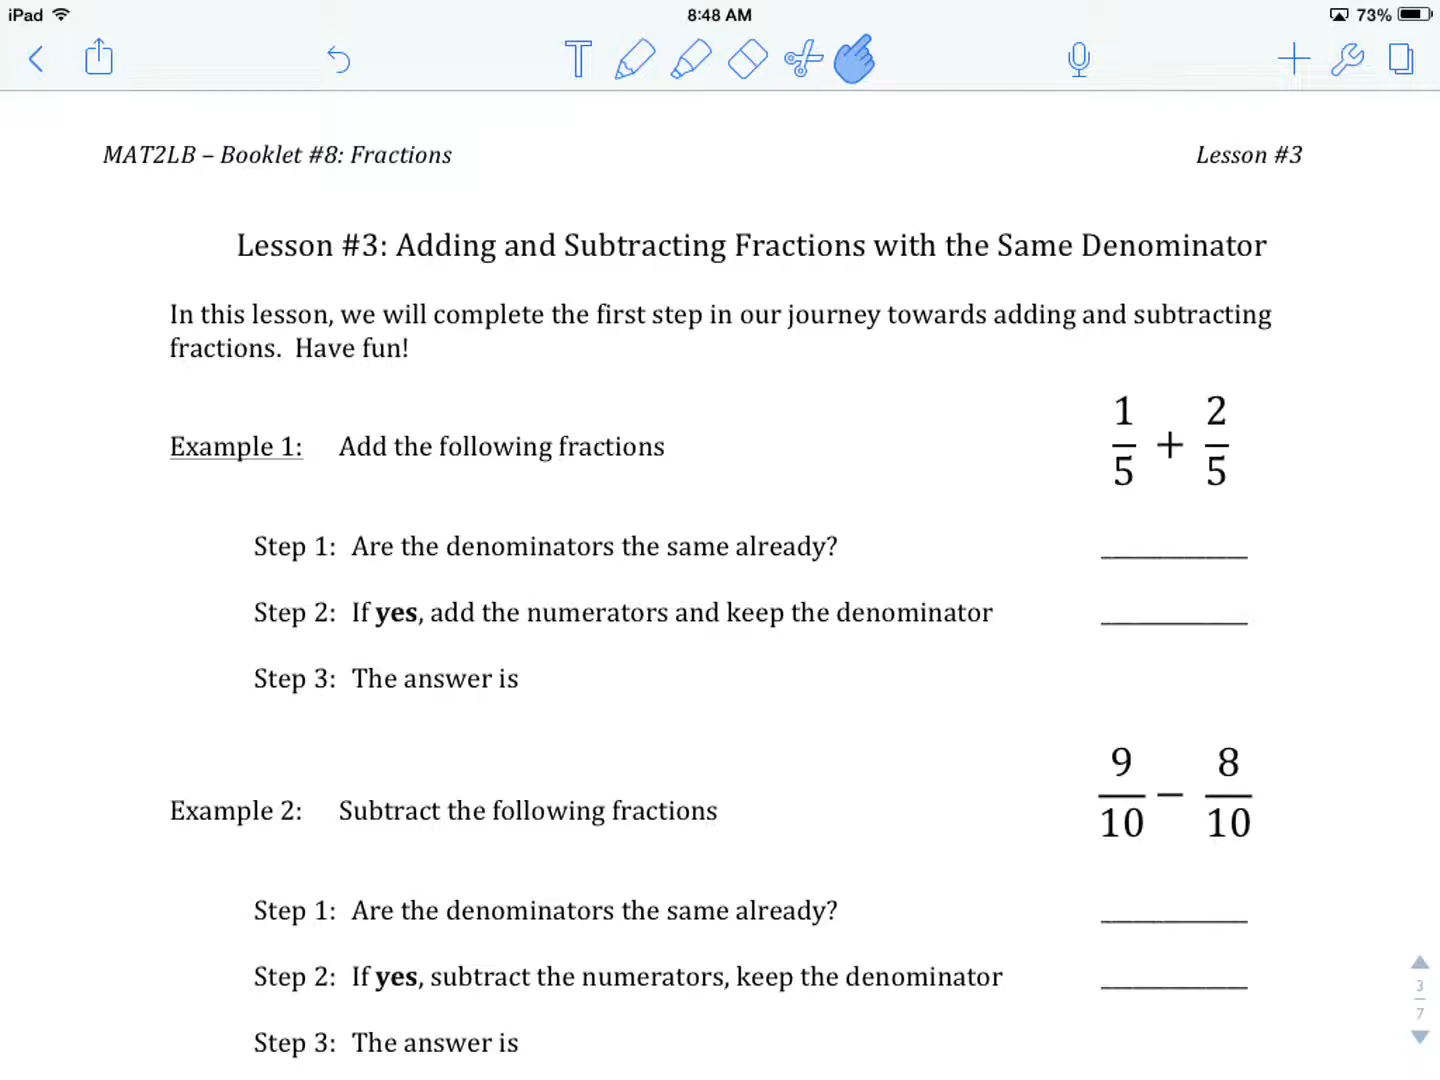 iPad 8:48 AM 73%
T
MAT2LB – Booklet #8: Fractions Lesson #3
Lesson #3: Adding and Subtracting Fractions with the Same Denominator
In this lesson, we will complete the first step in our journey towards adding and subtracting
fractions. Have fun!
Example 1: Add the following fractions
1/5 + 2/5
Step 1: Are the denominators the same already? __________
Step 2: If yes, add the numerators and keep the denominator __________
Step 3: The answer is
Example 2: Subtract the following fractions
9/10 – 8/10
Step 1: Are the denominators the same already? __________
Step 2: If yes, subtract the numerators, keep the denominator __________
Step 3: The answer is
3
7